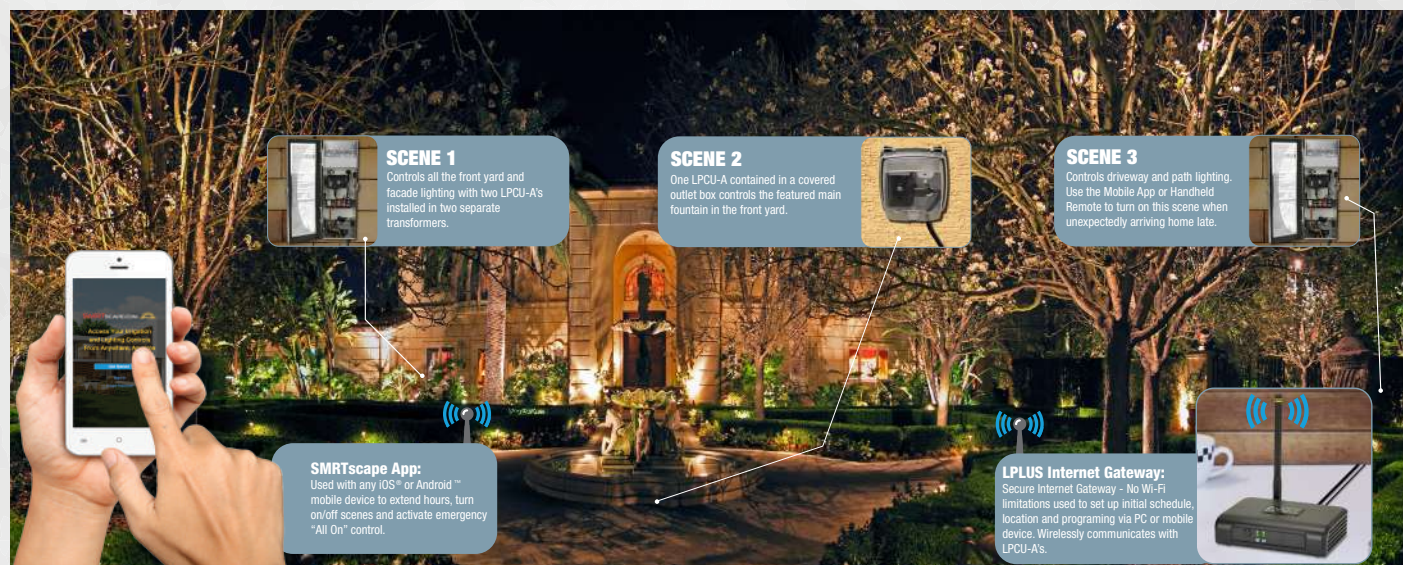 SCENE 1
Controls all the front yard and
facade lighting with two LPCU-A's
installed in two separate
transformers.
SCENE 2
One LPCU-A contained in a covered
outlet box controls the featured main
fountain in the front yard.
SCENE 3
Controls driveway and path lighting.
Use the Mobile App or Handheld
Remote to turn on this scene when
unexpectedly arriving home late.
Access Your Irrigation
and Lighting Controls
From Anywhere
SMRTscape App:
Used with any iOS® or Android ™
mobile device to extend hours, turn
on/off scenes and activate emergency
“All On” control.
LPLUS Internet Gateway:
Secure Internet Gateway - No Wi-Fi
limitations used to set up initial schedule,
location and programing via PC or mobile
device. Wirelessly communicates with
LPCU-A's.